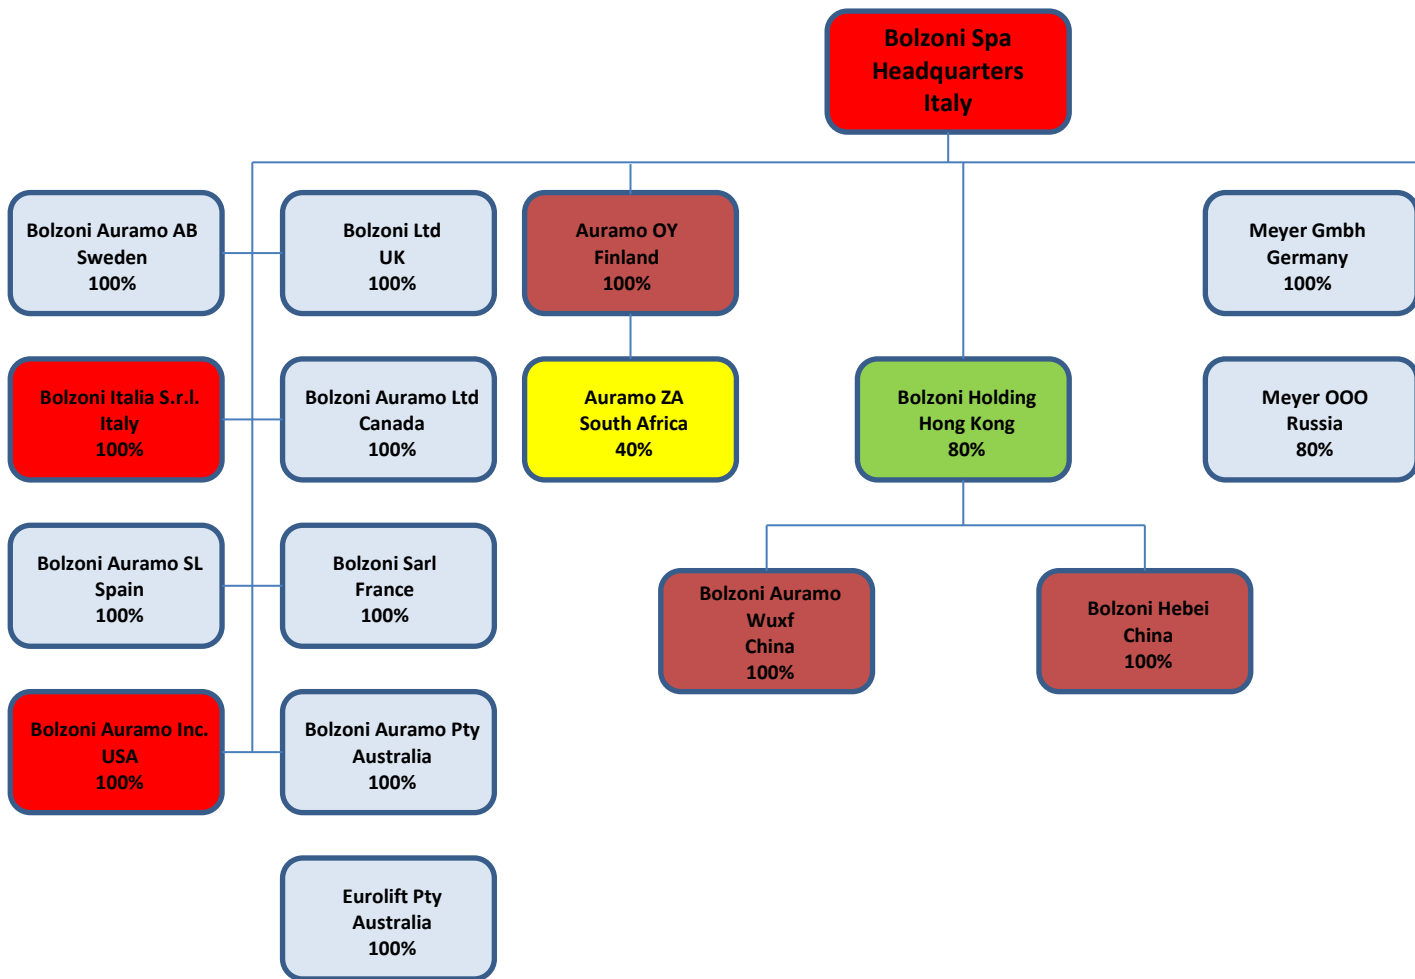 Bolzoni Spa
Headquarters
Italy
Bolzoni Auramo AB
Sweden
100%
Bolzoni Ltd
UK
100%
Auramo OY
Finland
100%
Meyer Gmbh
Germany
100%
Bolzoni Italia S.r.l.
Italy
100%
Bolzoni Auramo Ltd
Canada
100%
Auramo ZA
South Africa
40%
Bolzoni Holding
Hong Kong
80%
Meyer OOO
Russia
80%
Bolzoni Auramo SL
Spain
100%
Bolzoni Sarl
France
100%
Bolzoni Auramo
Wuxf
China
100%
Bolzoni Hebei
China
100%
Bolzoni Auramo Inc.
USA
100%
Bolzoni Auramo Pty
Australia
100%
Eurolift Pty
Australia
100%